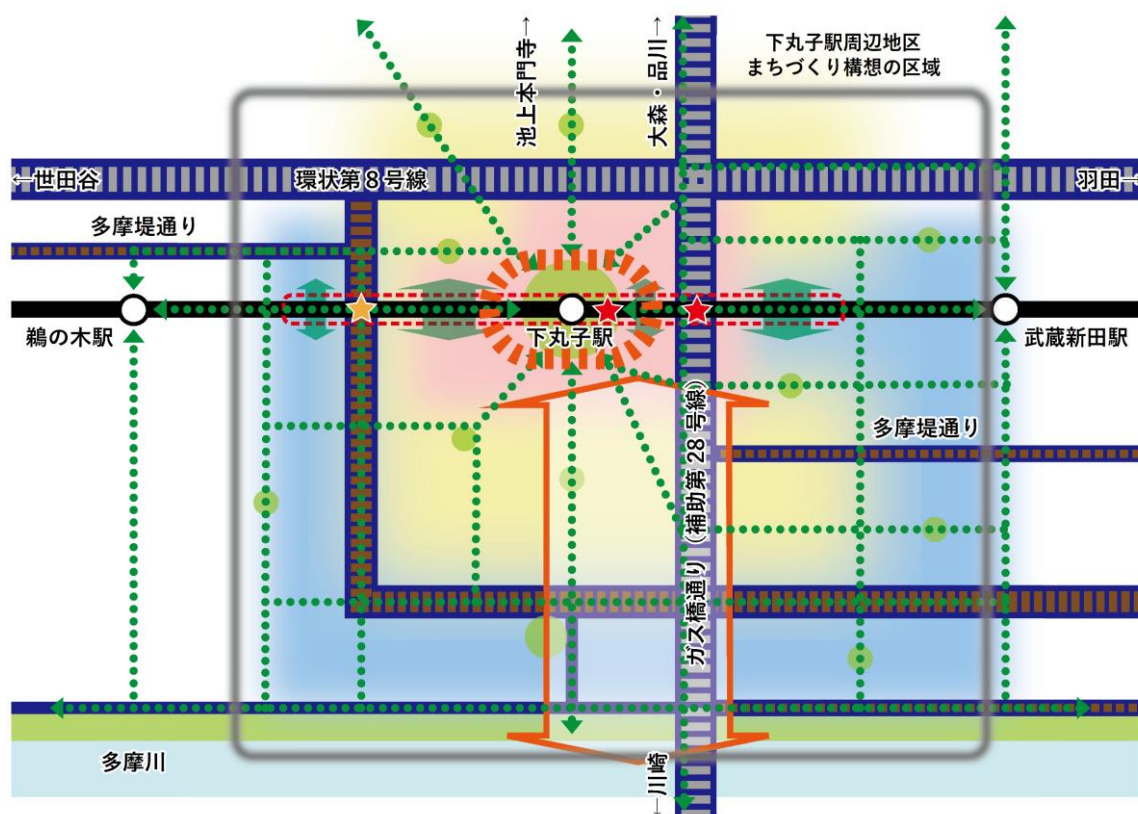 池上本門寺→
大森・品川→
下丸子駅周辺地区
まちづくり構想の区域
←世田谷
環状第８号線
羽田→
多摩堤通り
鵜の木駅
下丸子駅
武蔵新田駅
ガス橋通り（補助第28号線）
多摩堤通り
多摩川
←川崎